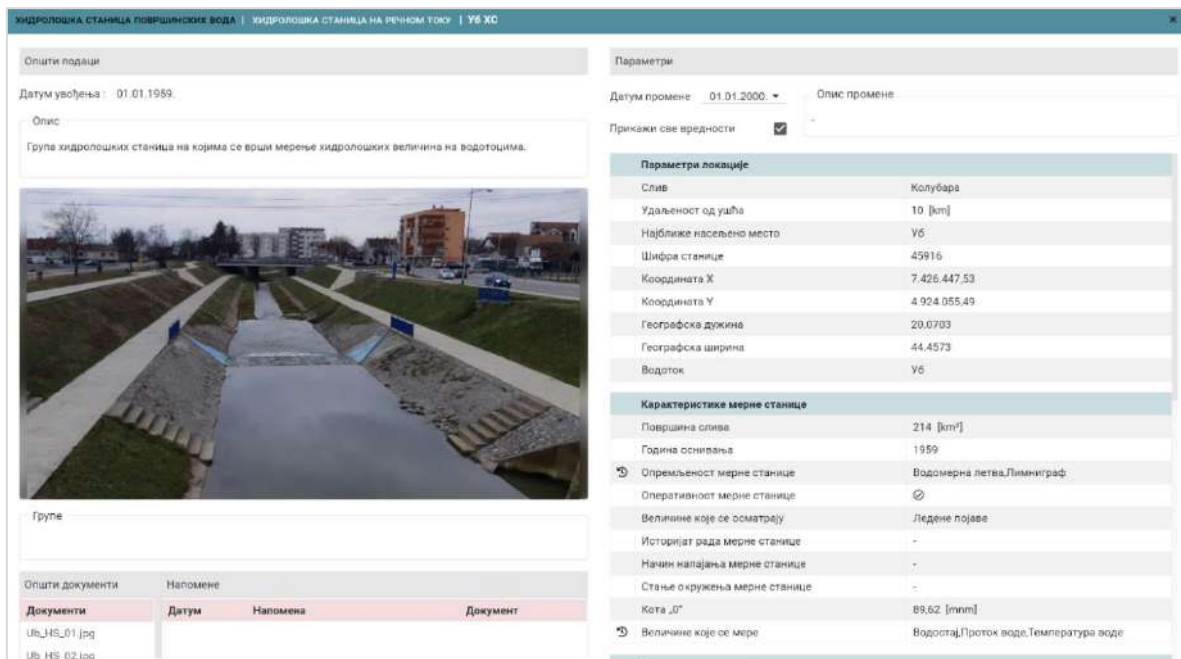 ХИДРОЛОШКА СТАНИЦА ПОВРШИНСКИХ ВОДА | ХИДРОЛОШКА СТАНИЦА НА РЕЧНОМ ТОКУ | Уб ХС
Општи подаци
Датум увођења : 01.01.1959.
Опис
Група хидролошких станица на којима се врши мерење хидролошких величина на водотоцима.
Групе
Општи документи Напомене
Документи Датум Напомена Документ
Ub_HS_01.jpg
Ub_HS_02.jpg
Параметри
Датум промене 01.01.2000. Опис промене
-
Прикажи све вредности
Параметри локације
Слив Колубара
Удаљеност од ушћа 10 [km]
Најближе насељено место Уб
Шифра станице 45916
Координата X 7.426.447,53
Координата Y 4.924.055,49
Географска дужина 20.0703
Географска ширина 44.4573
Водоток Уб
Карактеристике мерне станице
Површина слива 214 [km²]
Година оснивања 1959
Опремљеност мерне станице Водомерна летва,Лимниграф
Оперативност мерне станице
Величине које се осматрају Ледене појаве
Историјат рада мерне станице -
Начин напајања мерне станице -
Стање окружења мерне станице -
Кота „0" 89,62 [mnm]
Величине које се мере Водостај,Проток воде,Температура воде